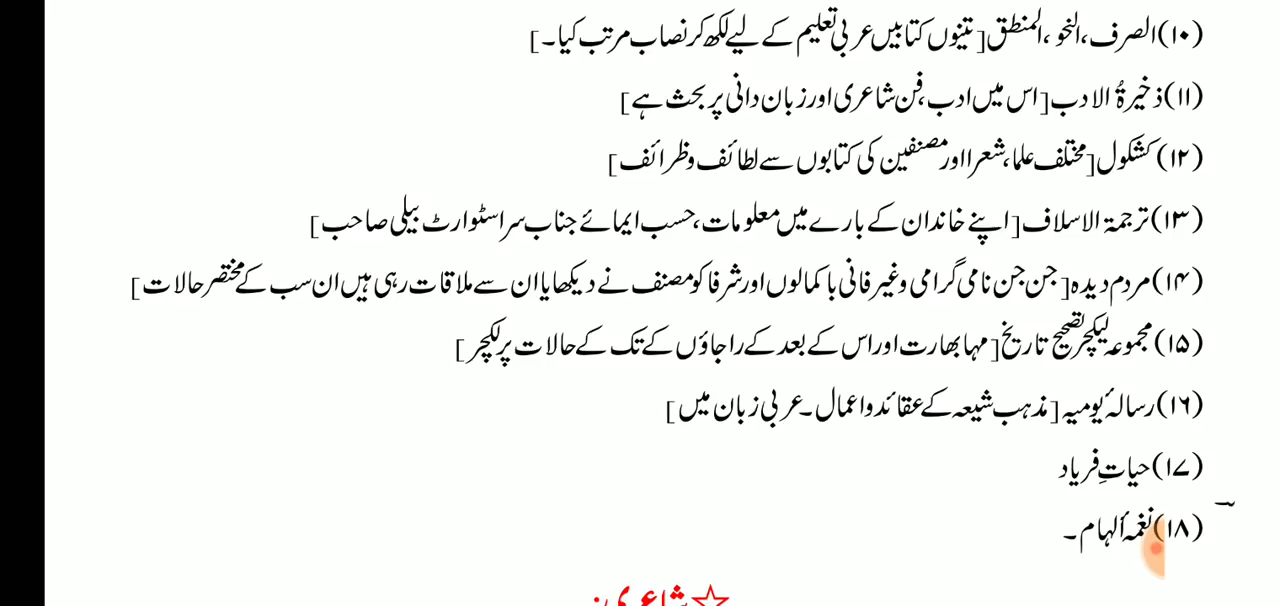 (۱۰) الصرف، النحو، المنطق [تینوں کتابیں عربی تعلیم کے لیے لکھ کر نصاب مرتب کیا۔]
(۱۱) ذخیرۃُ الادب [اس میں ادب، فن شاعری اور زبان دانی پر بحث ہے]
(۱۲) کشکول [مختلف علما، شعرا اور مصنفین کی کتابوں سے لطائف و ظرائف]
(۱۳) ترجمۃ الاسلاف [اپنے خاندان کے بارے میں معلومات، حسب ایمائے جناب سر اسٹوارٹ بیلی صاحب]
(۱۴) مردم دیدہ [جن جن نامی گرامی و غیر فانی باکمالوں اور شرفا کو مصنف نے دیکھا یا ان سے ملاقات رہی ہیں ان سب کے مختصر حالات]
(۱۵) مجموعہ لیکچر تصحیح تاریخ [مہابھارت اور اس کے بعد کے راجاؤں کے تک کے حالات پر لکچر]
(۱۶) رسالۂ یومیہ [مذہب شیعہ کے عقائد و اعمال۔ عربی زبان میں]
(۱۷) حیاتِ فریاد
(۱۸) نغمۂ الہام۔
☆شاعری: